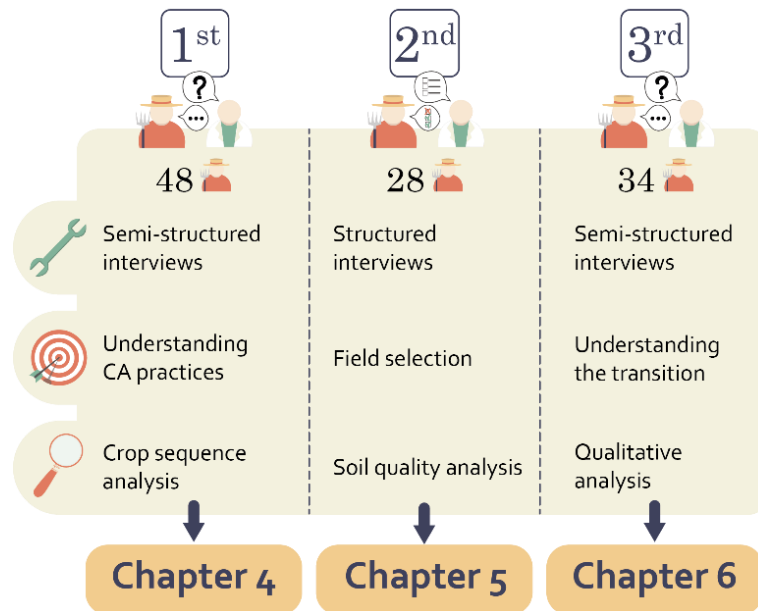 1st
2nd
3rd
?
...
...
?
...
48
28
34
Semi-structured
interviews
Structured
interviews
Semi-structured
interviews
Understanding
CA practices
Field selection
Understanding
the transition
Crop sequence
analysis
Soil quality analysis
Qualitative
analysis
Chapter 4
Chapter 5
Chapter 6